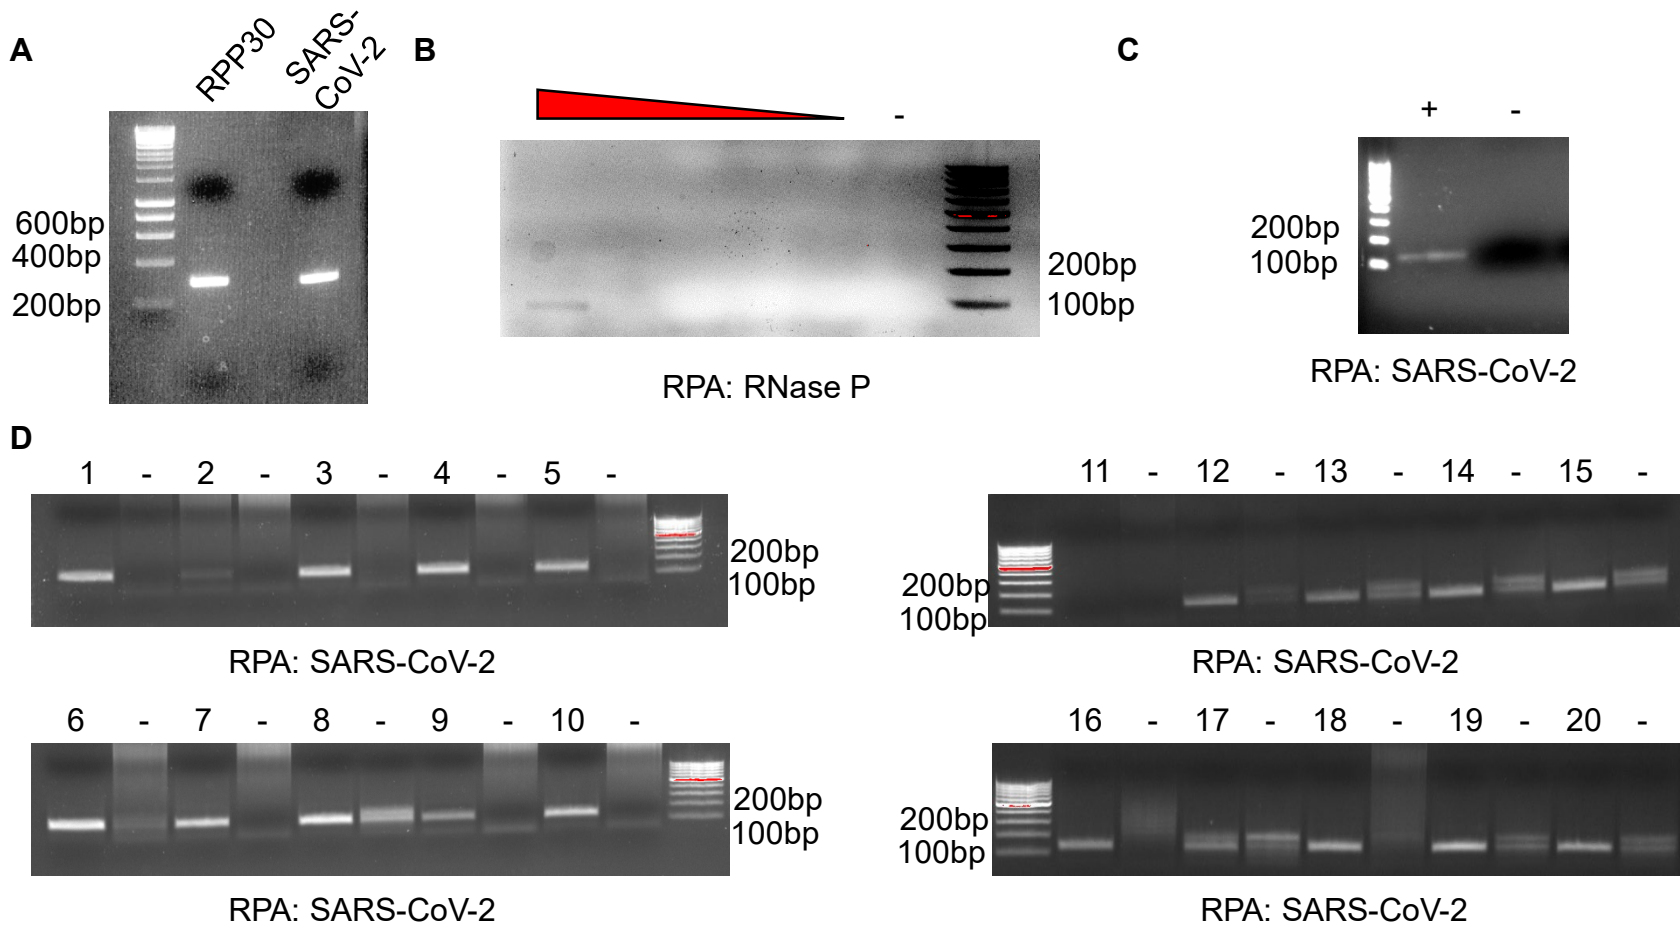 A
RPP30
SARS-
CoV-2
600bp
400bp
200bp
B
-
200bp
100bp
RPA: RNase P
C
+ -
200bp
100bp
RPA: SARS-CoV-2
D
1 - 2 - 3 - 4 - 5 -
200bp
100bp
RPA: SARS-CoV-2
11 - 12 - 13 - 14 - 15 -
200bp
100bp
RPA: SARS-CoV-2
6 - 7 - 8 - 9 - 10 -
200bp
100bp
RPA: SARS-CoV-2
16 - 17 - 18 - 19 - 20 -
200bp
100bp
RPA: SARS-CoV-2